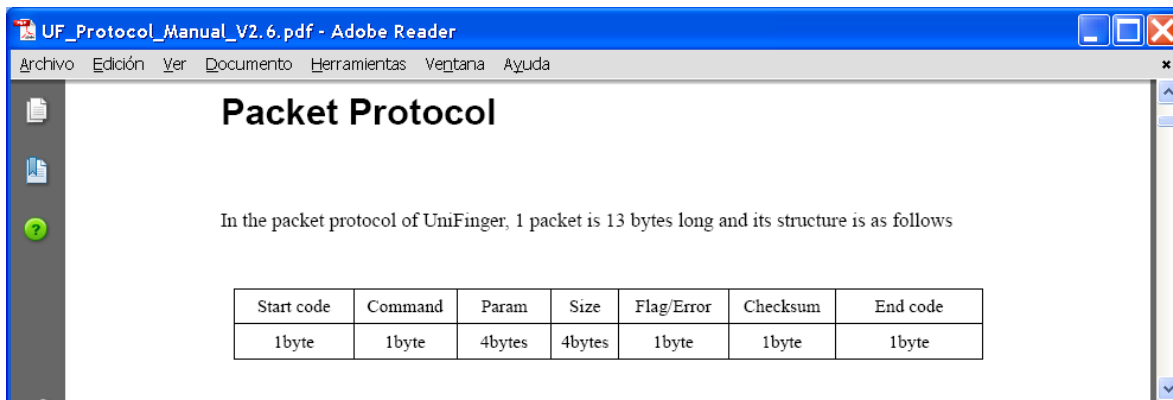 UF_Protocol_Manual_V2.6.pdf - Adobe Reader
Archivo Edición Ver Documento Herramientas Ventana Ayuda
Packet Protocol
In the packet protocol of UniFinger, 1 packet is 13 bytes long and its structure is as follows
Start code Command Param Size Flag/Error Checksum End code
1byte 1byte 4bytes 4bytes 1byte 1byte 1byte